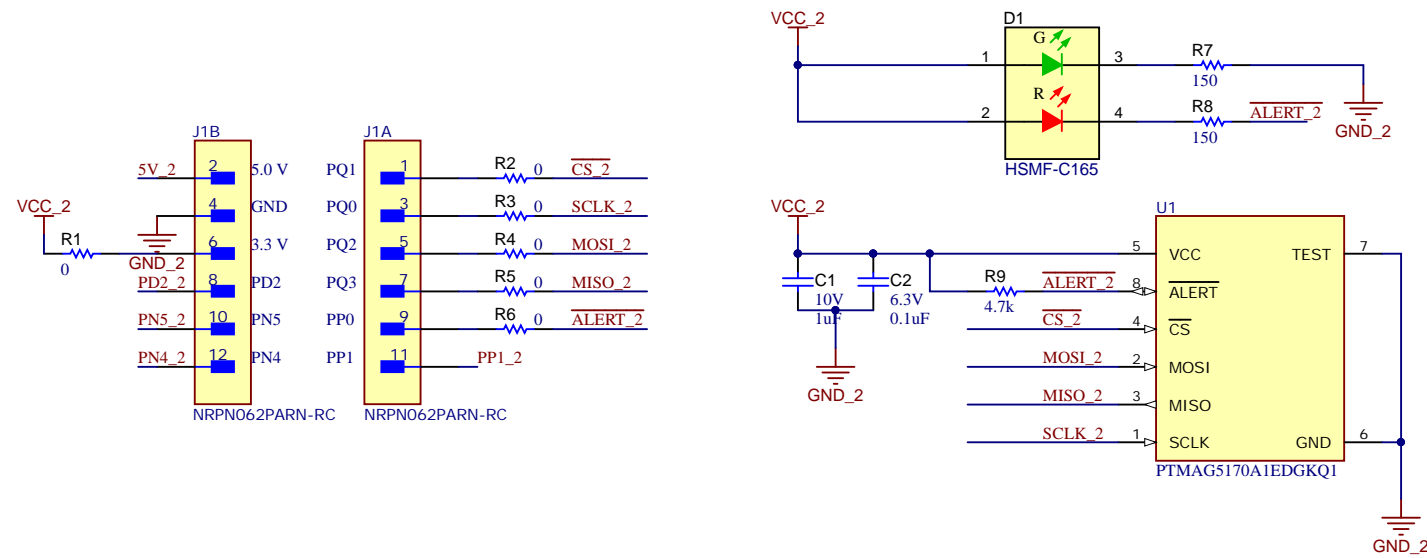 J1B
5V_2 2 5.0 V
4 GND
VCC_2
R1
0
GND_2
6 3.3 V
PD2_2 8 PD2
PN5_2 10 PN5
PN4_2 12 PN4
NRPN062PARN-RC
J1A
PQ1 1 R2 0 CS_2
PQ0 3 R3 0 SCLK_2
PQ2 5 R4 0 MOSI_2
PQ3 7 R5 0 MISO_2
PP0 9 R6 0 ALERT_2
PP1 11 PP1_2
NRPN062PARN-RC
VCC_2
D1
G
1 3 R7
150
R
2 4 R8 ALERT_2
150
GND_2
HSMF-C165
VCC_2
C1
10V
1uF
C2
6.3V
0.1uF
GND_2
R9
4.7k
U1
5 VCC TEST 7
ALERT_2 8 ALERT
CS_2 4 CS
MOSI_2 2 MOSI
MISO_2 3 MISO
SCLK_2 1 SCLK GND 6
PTMAG5170A1EDGKQ1
GND_2